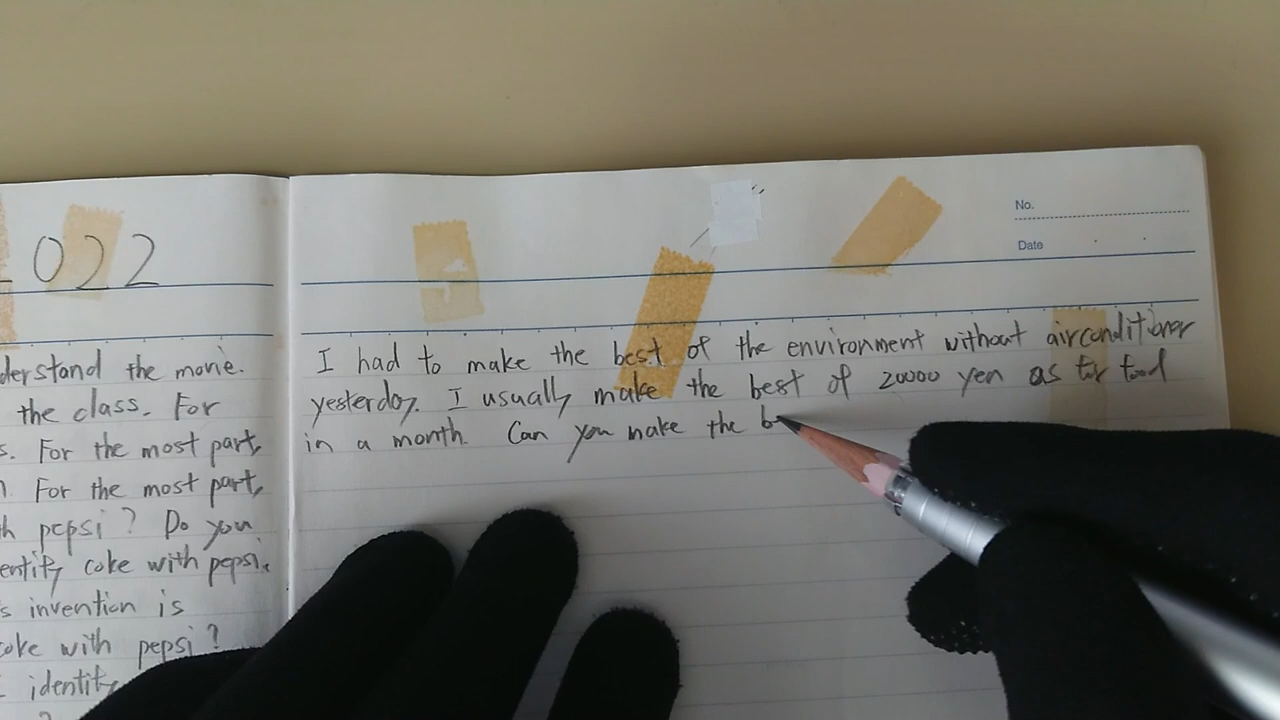 022
derstand the movie.
the class. For
s. For the most part,
For the most part,
h pepsi? Do you
entify coke with pepsi.
s invention is
coke with pepsi?
I identify
?
No.
Date
I had to make the best of the environment without airconditioner
yesterday. I usually make the best of 20000 yen as for food
in a month. Can you make the b